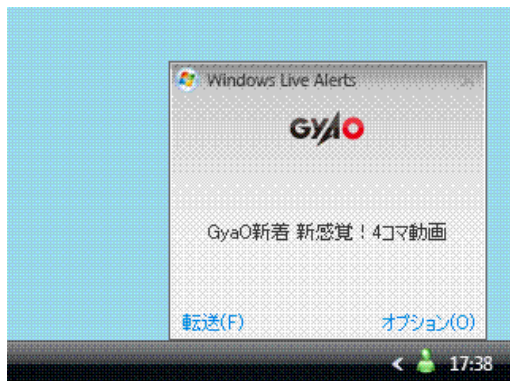 Windows Live Alerts
GYAO
GyaO新着 新感覚！4コマ動画
転送(F)
オプション(O)
17:38